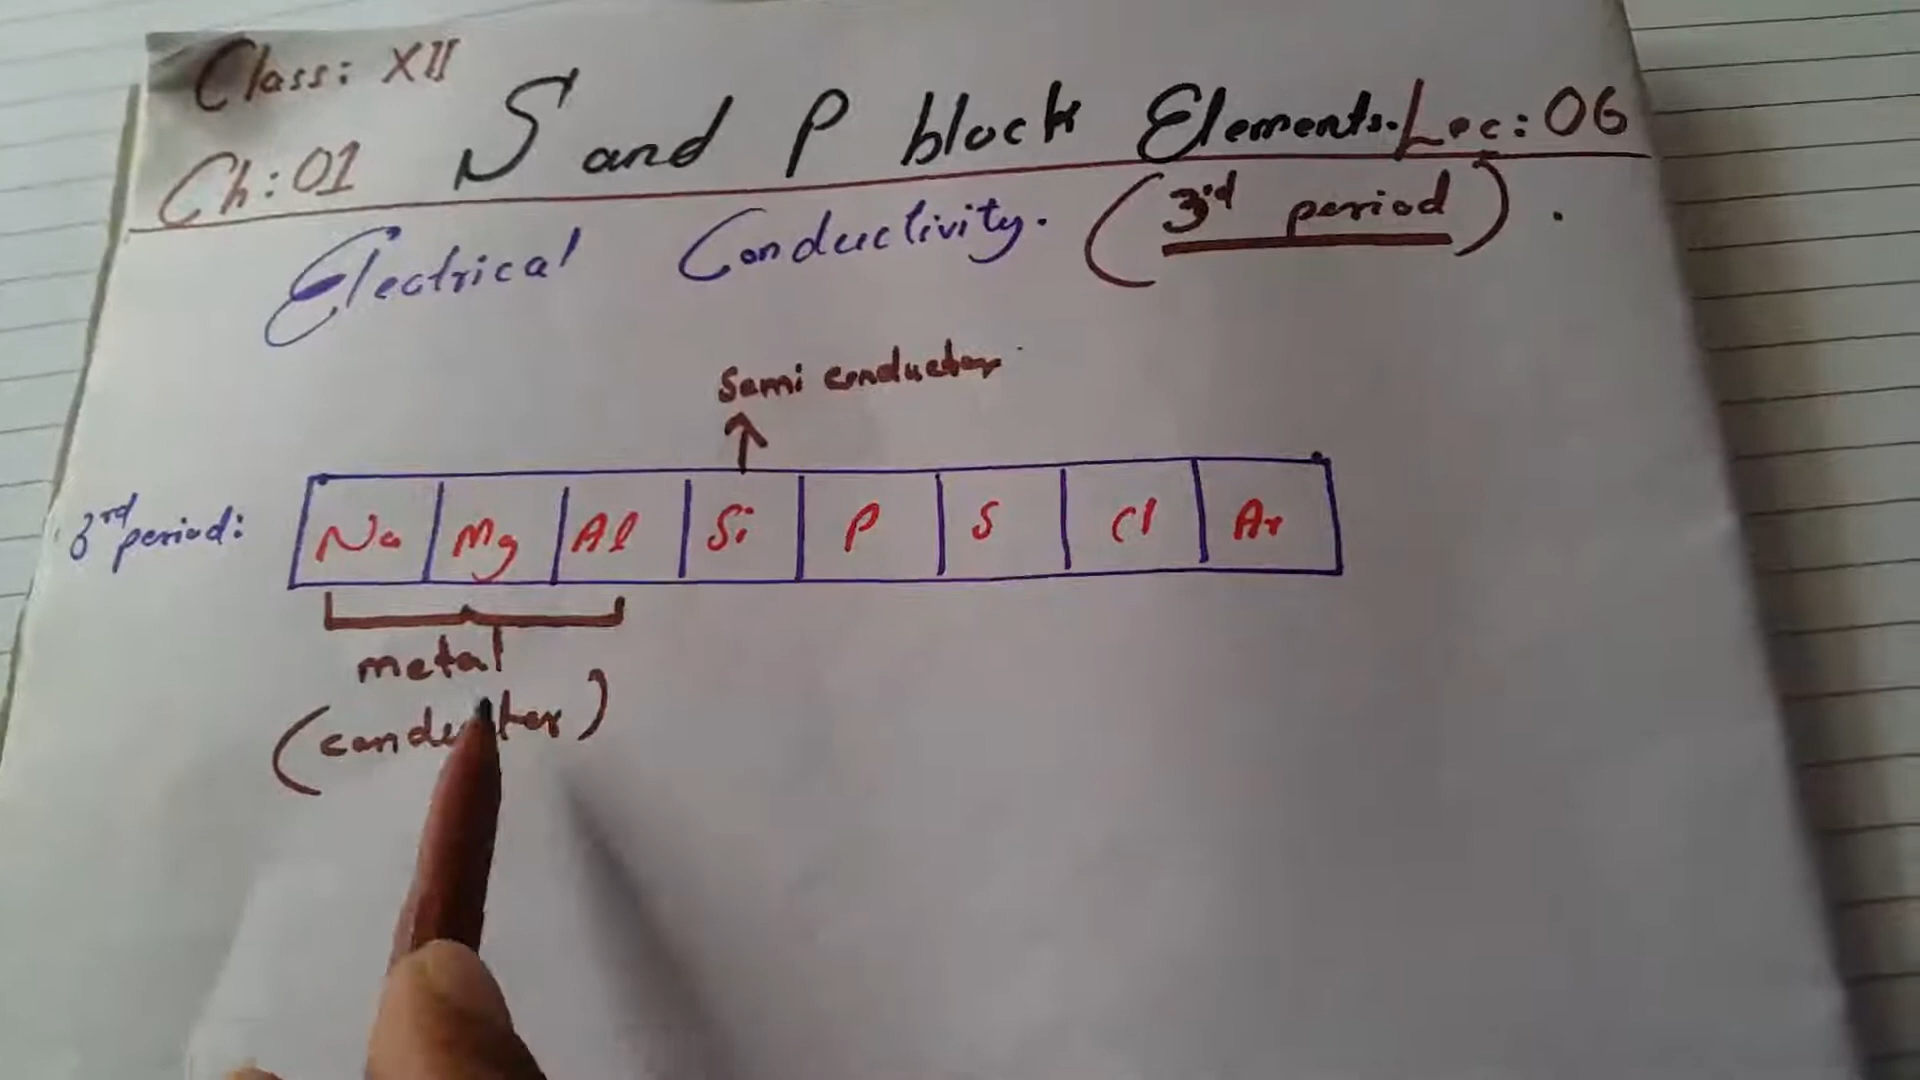 Class: XII
Ch: 01 S and P block Elements. Lec: 06
Electrical Conductivity. (3rd period).
Semi conductor
3rd period: Na Mg Al Si P S Cl Ar
metal
(conductor)